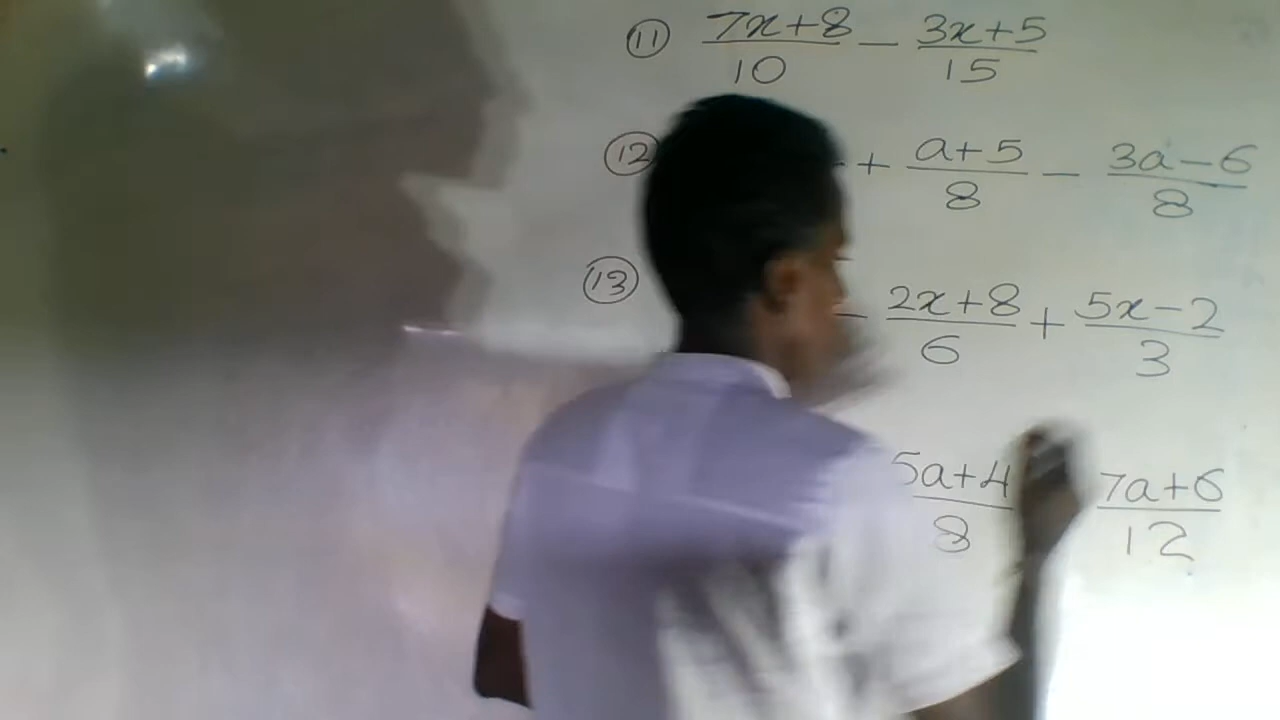 ⑪ 7x+8/10 − 3x+5/15
⑫ + a+5/8 − 3a−6/8
⑬ − 2x+8/6 + 5x−2/3
5a+4/8 7a+6/12